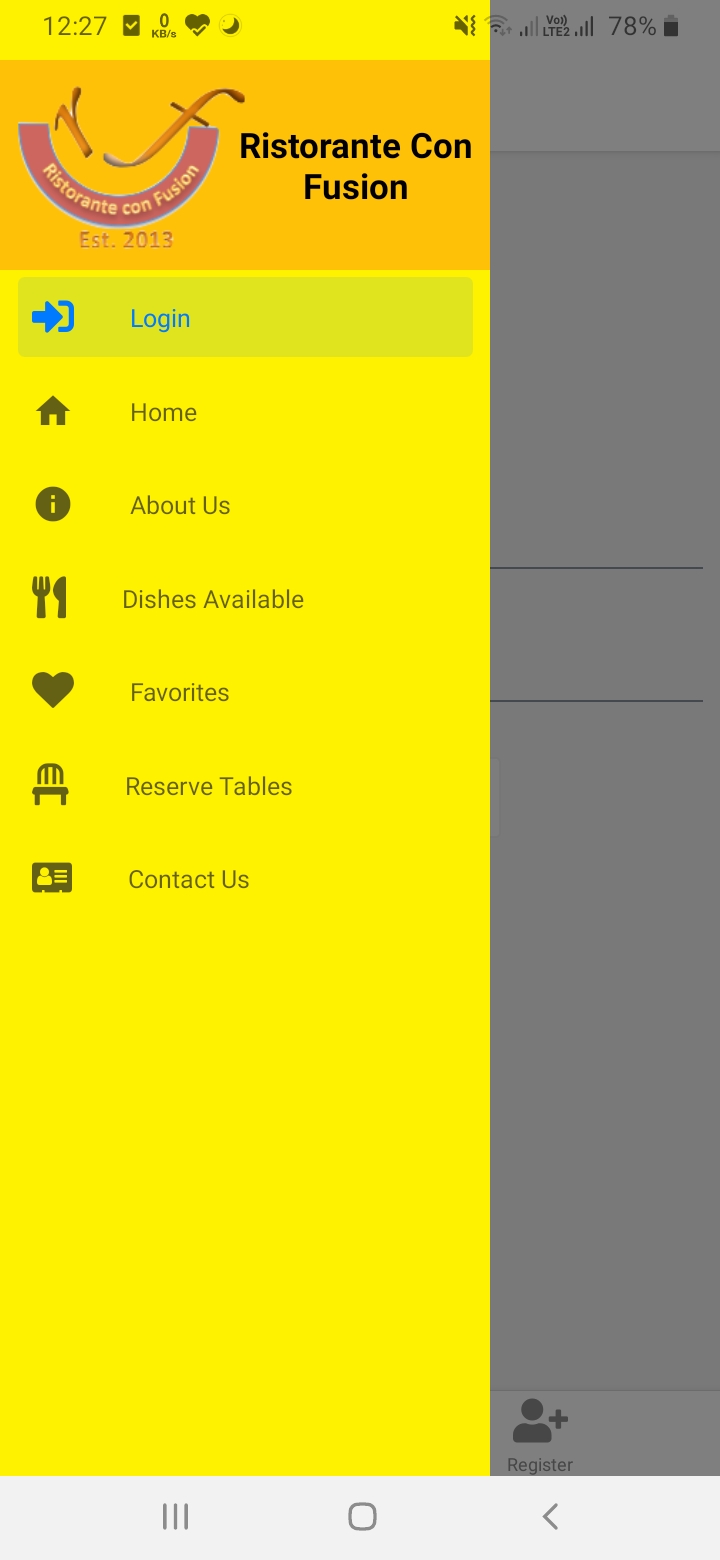 12:27 0 KB/s Vo)) LTE2 78%
Ristorante Con
Fusion
Ristorante con Fusion
Est. 2013
Login
Home
About Us
Dishes Available
Favorites
Reserve Tables
Contact Us
Register